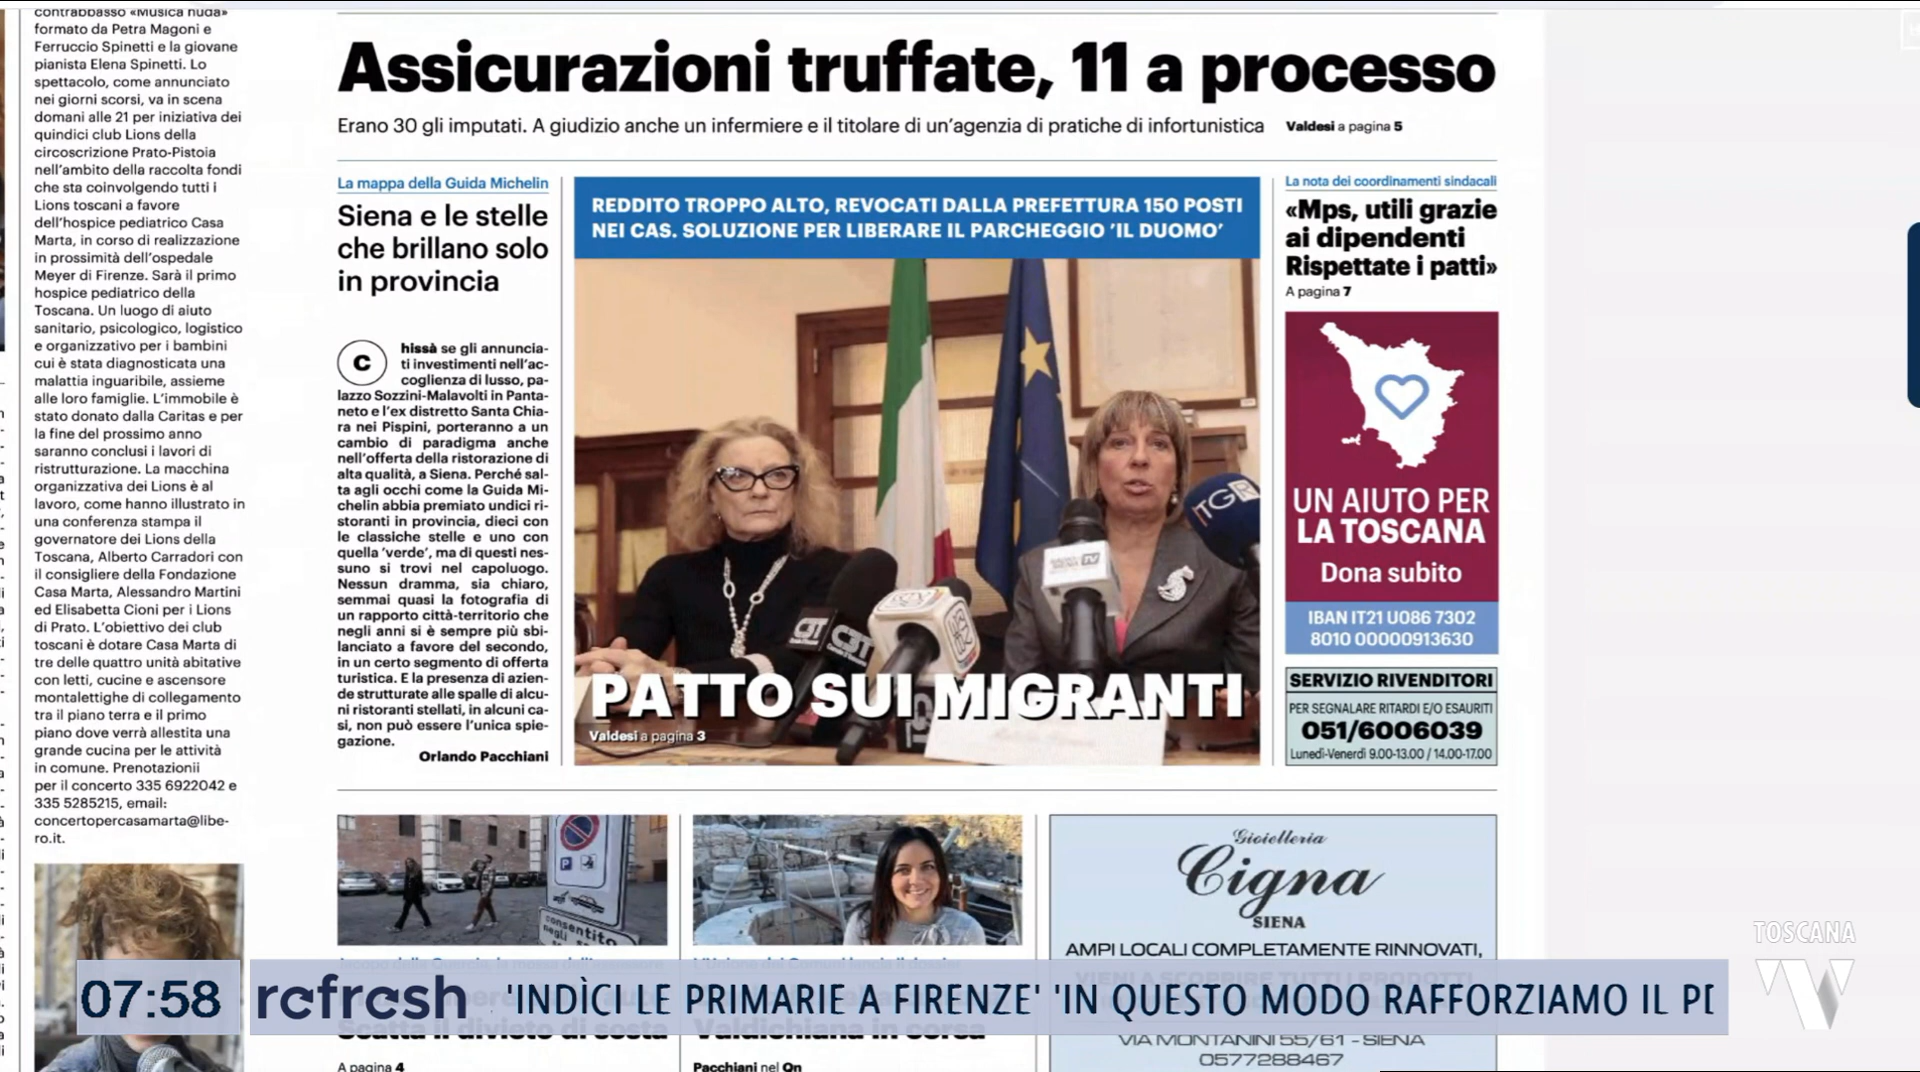 contrabbasso «Musica nuda»
formato da Petra Magoni e
Ferruccio Spinetti e la giovane
pianista Elena Spinetti. Lo
spettacolo, come annunciato
nei giorni scorsi, va in scena
domani alle 21 per iniziativa dei
quindici club Lions della
circoscrizione Prato-Pistoia
nell'ambito della raccolta fondi
che sta coinvolgendo tutti i
Lions toscani a favore
dell'hospice pediatrico Casa
Marta, in corso di realizzazione
in prossimità dell'ospedale
Meyer di Firenze. Sarà il primo
hospice pediatrico della
Toscana. Un luogo di aiuto
sanitario, psicologico, logistico
e organizzativo per i bambini
cui è stata diagnosticata una
malattia inguaribile, assieme
alle loro famiglie. L'immobile è
stato donato dalla Caritas e per
la fine del prossimo anno
saranno conclusi i lavori di
ristrutturazione. La macchina
organizzativa dei Lions è al
lavoro, come hanno illustrato in
una conferenza stampa il
governatore dei Lions della
Toscana, Alberto Carradori con
il consigliere della Fondazione
Casa Marta, Alessandro Martini
ed Elisabetta Cioni per i Lions
di Prato. L'obiettivo dei club
toscani è dotare Casa Marta di
tre delle quattro unità abitative
con letti, cucine e ascensore
montalettighe di collegamento
tra il piano terra e il primo
piano dove verrà allestita una
grande cucina per le attività
in comune. Prenotazionii
per il concerto 335 6922042 e
335 5285215, email:
concertopercasamarta@libe-
ro.it.
Assicurazioni truffate, 11 a processo
Erano 30 gli imputati. A giudizio anche un infermiere e il titolare di un'agenzia di pratiche di infortunistica Valdesi a pagina 5
La mappa della Guida Michelin
Siena e le stelle
che brillano solo
in provincia
Chissà se gli annuncia-
ti investimenti nell'ac-
coglienza di lusso, pa-
lazzo Sozzini-Malavolti in Panta-
neto e l'ex distretto Santa Chia-
ra nei Pispini, porteranno a un
cambio di paradigma anche
nell'offerta della ristorazione di
alta qualità, a Siena. Perché sal-
ta agli occhi come la Guida Mi-
chelin abbia premiato undici ri-
storanti in provincia, dieci con
le classiche stelle e uno con
quella 'verde', ma di questi nes-
suno si trovi nel capoluogo.
Nessun dramma, sia chiaro,
semmai quasi la fotografia di
un rapporto città-territorio che
negli anni si è sempre più sbi-
lanciato a favore del secondo,
in un certo segmento di offerta
turistica. E la presenza di azien-
de strutturate alle spalle di alcu-
ni ristoranti stellati, in alcuni ca-
si, non può essere l'unica spie-
gazione.
Orlando Pacchiani
REDDITO TROPPO ALTO, REVOCATI DALLA PREFETTURA 150 POSTI
NEI CAS. SOLUZIONE PER LIBERARE IL PARCHEGGIO 'IL DUOMO'
TGR
TV
C3T
C3T
PATTO SUI MIGRANTI
Valdesi a pagina 3
La nota dei coordinamenti sindacali
«Mps, utili grazie
ai dipendenti
Rispettate i patti»
A pagina 7
UN AIUTO PER
LA TOSCANA
Dona subito
IBAN IT21 U086 7302
8010 00000913630
SERVIZIO RIVENDITORI
PER SEGNALARE RITARDI E/O ESAURITI
051/6006039
Lunedì-Venerdì 9.00-13.00 / 14.00-17.00
P
consentito
negli
Scatta il divieto di sosta
A pagina 4
Valdichiana in corsa
Pacchiani nel Qn
Gioielleria
Cigna
SIENA
AMPI LOCALI COMPLETAMENTE RINNOVATI,
VIENI A SCOPRIRE TUTTI I PRODOTTI
VIA MONTANINI 55/61 - SIENA
0577288467
TOSCANA
TV
07:58 refresh 'INDÌCI LE PRIMARIE A FIRENZE' 'IN QUESTO MODO RAFFORZIAMO IL PD